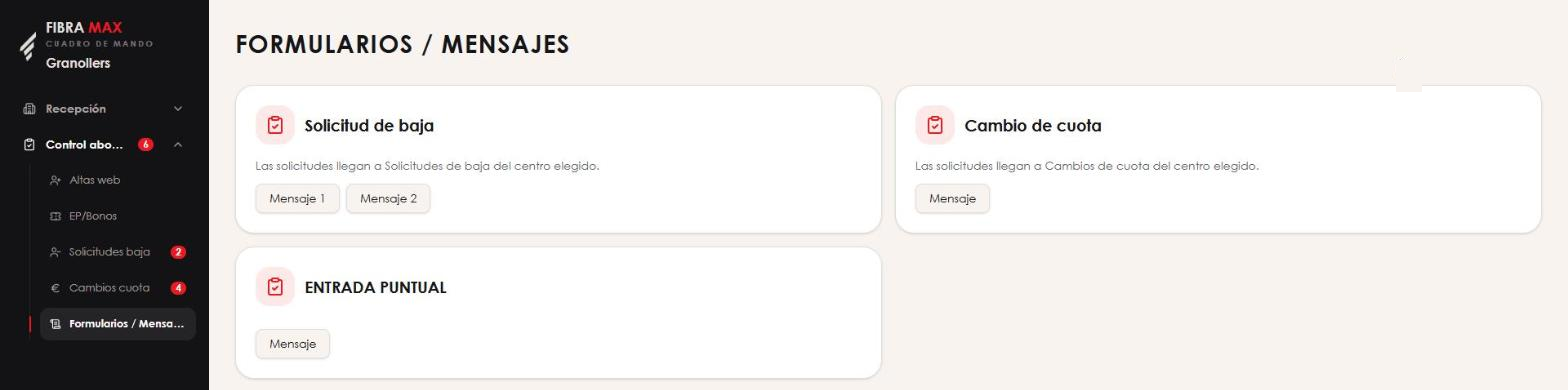 FIBRA MAX
CUADRO DE MANDO
Granollers
Recepción
Control abo... 6
Altas web
EP/Bonos
Solicitudes baja 2
Cambios cuota 4
Formularios / Mensa...
FORMULARIOS / MENSAJES
Solicitud de baja
Las solicitudes llegan a Solicitudes de baja del centro elegido.
Mensaje 1 Mensaje 2
Cambio de cuota
Las solicitudes llegan a Cambios de cuota del centro elegido.
Mensaje
ENTRADA PUNTUAL
Mensaje